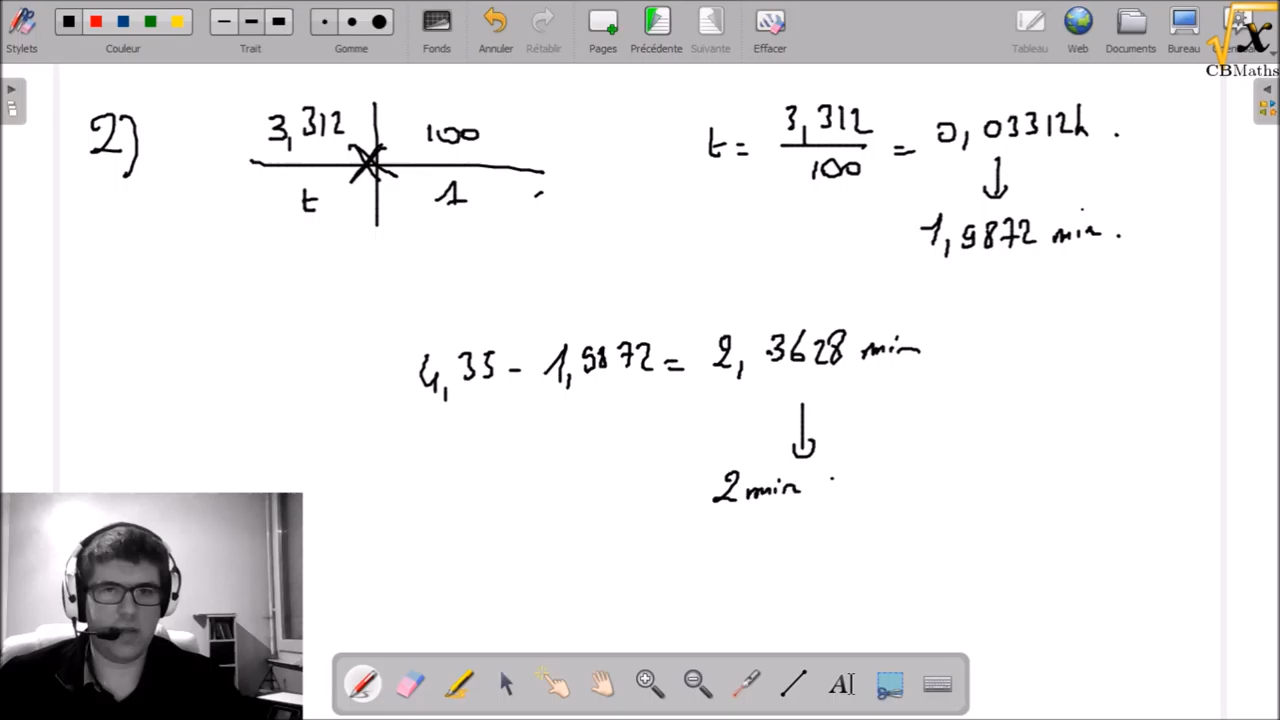 Stylets Couleur Trait Gomme Fonds Annuler Rétablir Pages Précédente Suivante Effacer Tableau Web Documents Bureau
CBMaths
2)
3,312 100
t 1
t = 3,312 / 100 = 0,03312h.
1,9872 min.
4,35 - 1,9872 = 2,3628 min
2 min